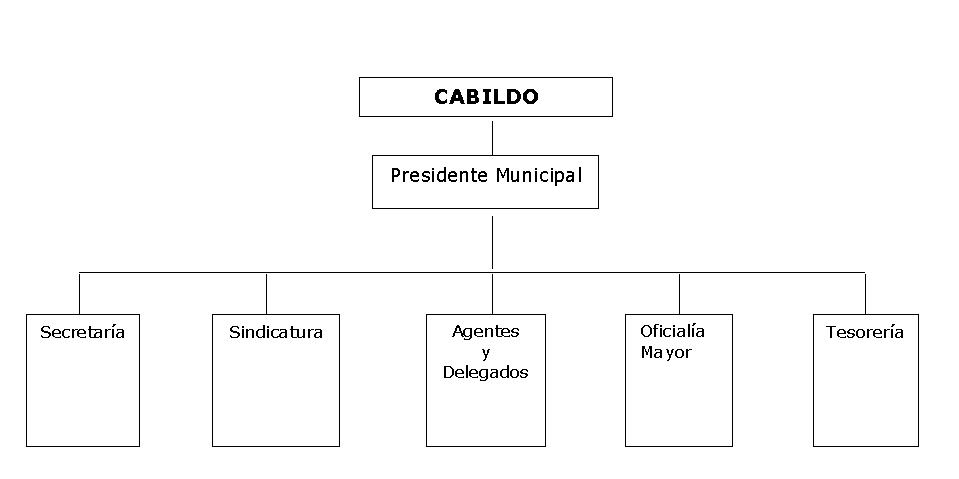 CABILDO
Presidente Municipal
Secretaría
Sindicatura
Agentes
y
Delegados
Oficialía
Mayor
Tesorería